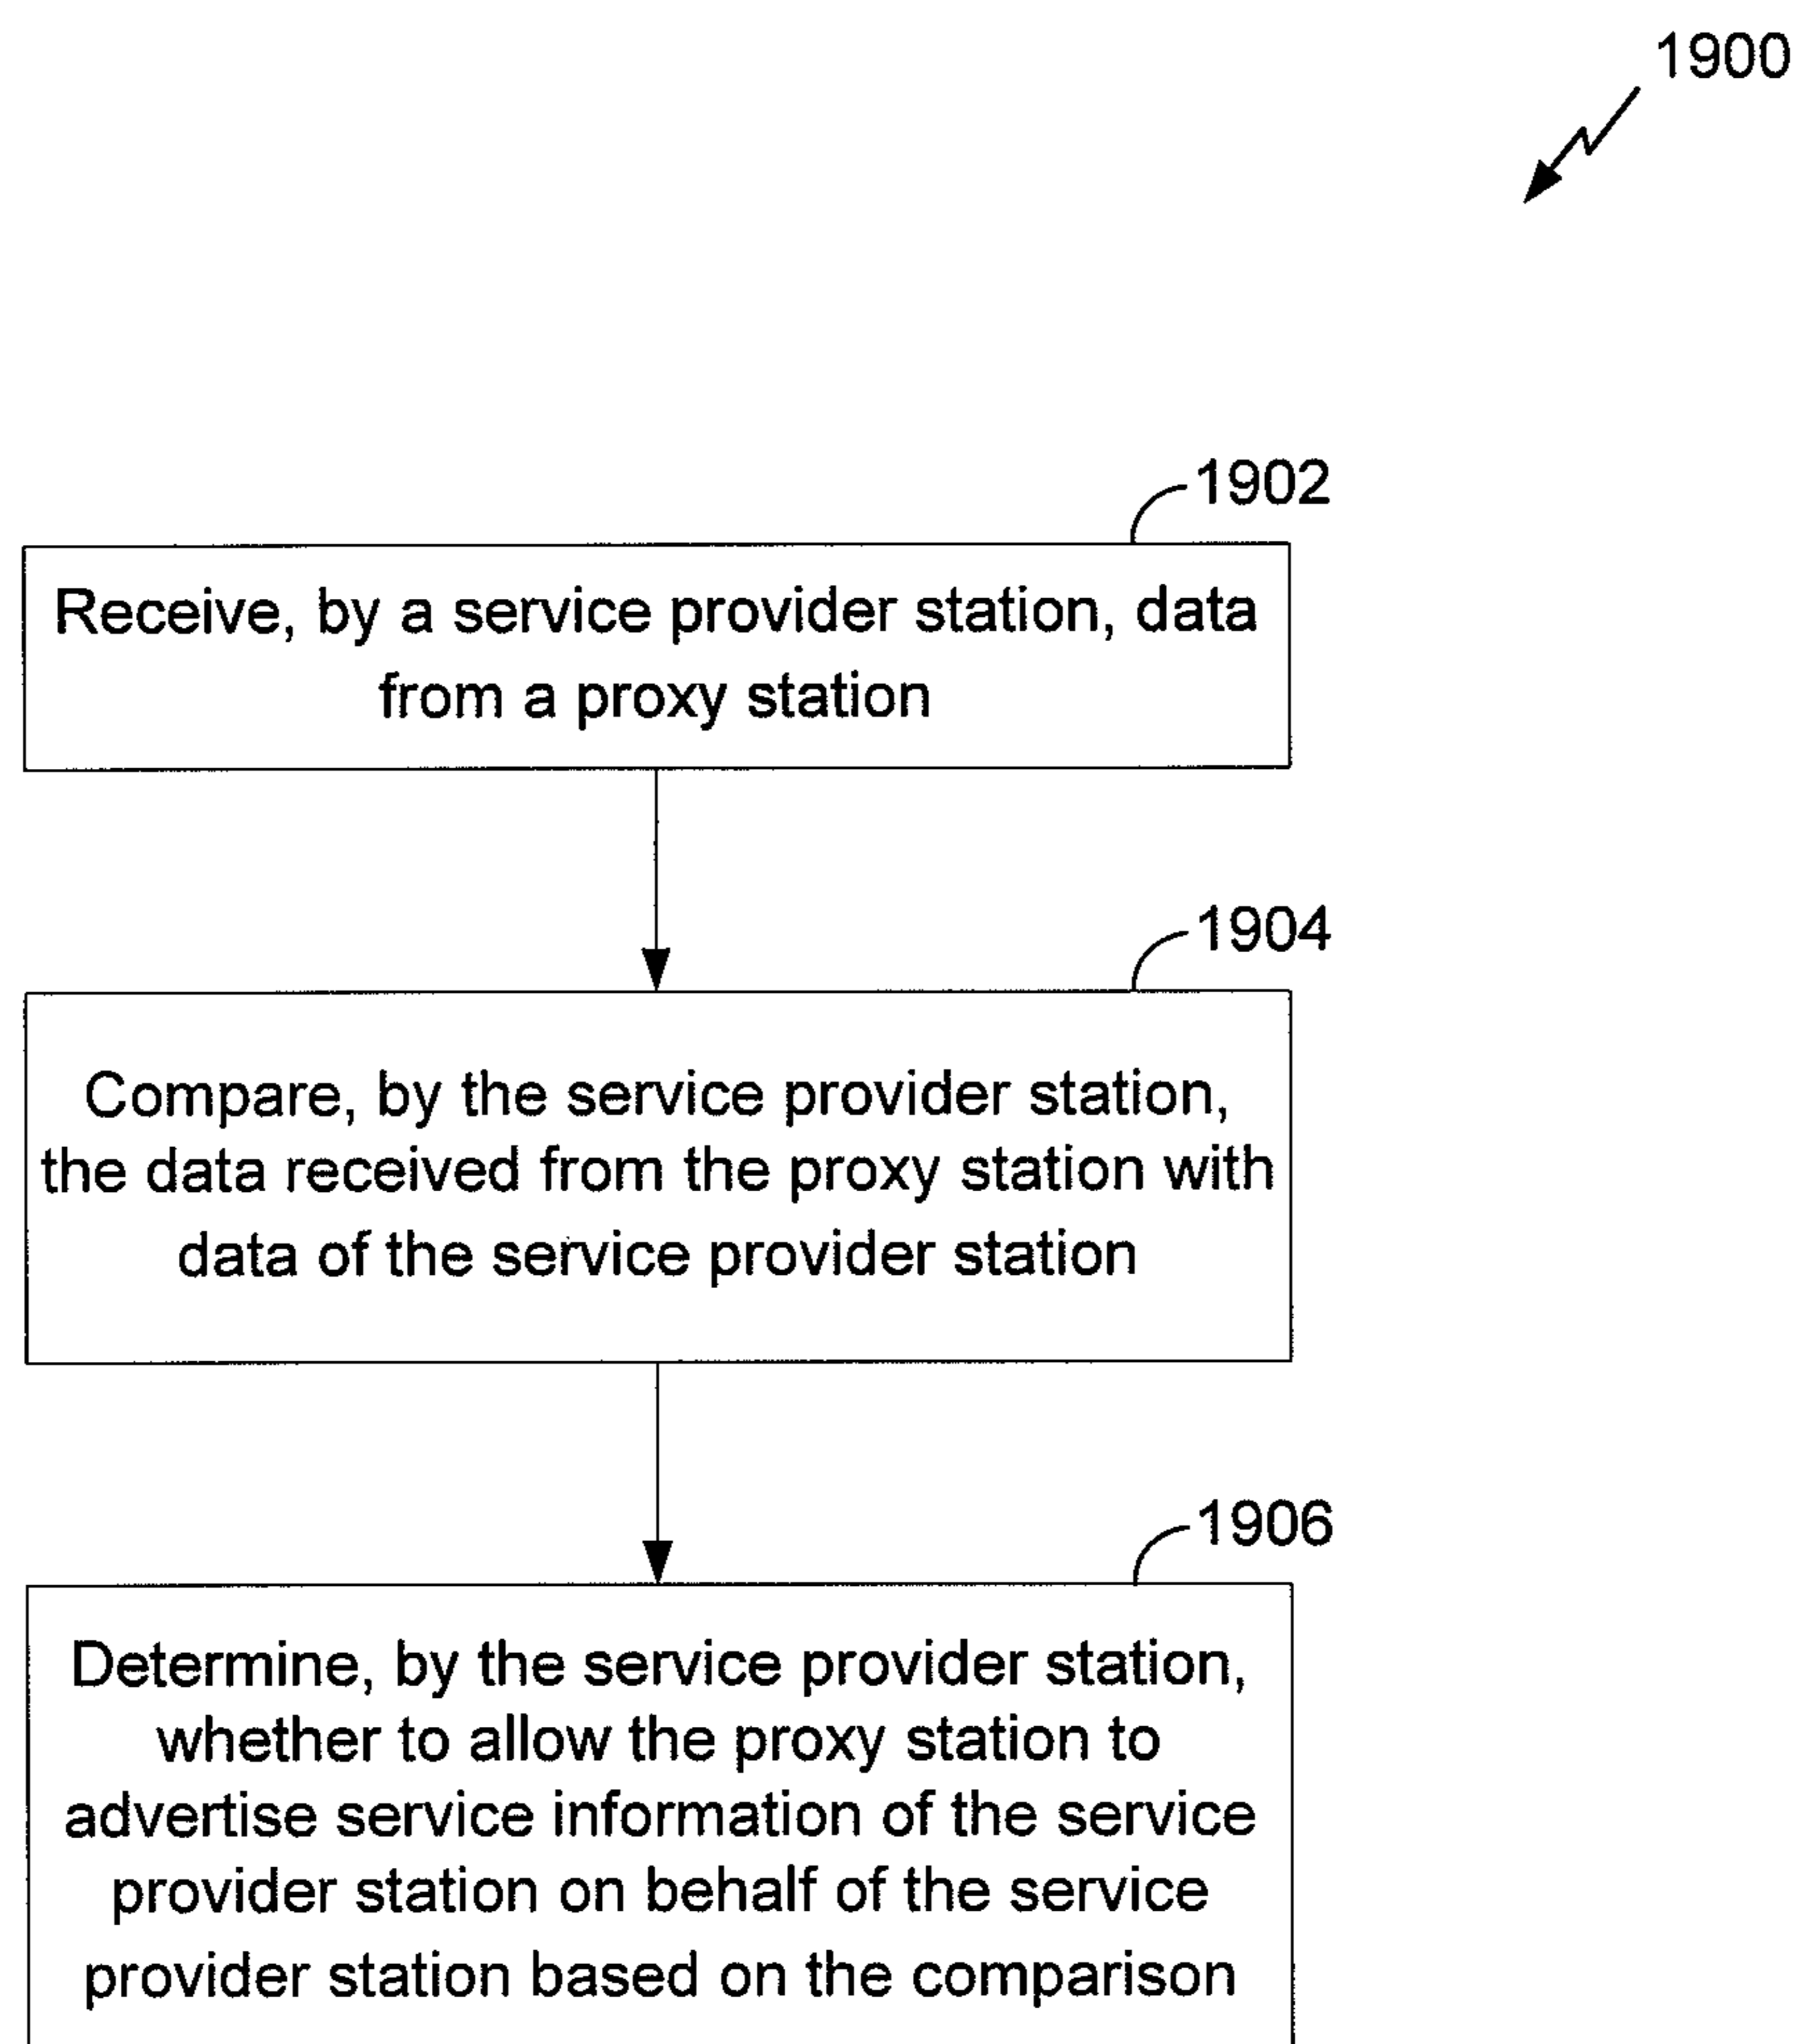 1900
1902
Receive, by a service provider station, data
from a proxy station
1904
Compare, by the service provider station,
the data received from the proxy station with
data of the service provider station
1906
Determine, by the service provider station,
whether to allow the proxy station to
advertise service information of the service
provider station on behalf of the service
provider station based on the comparison